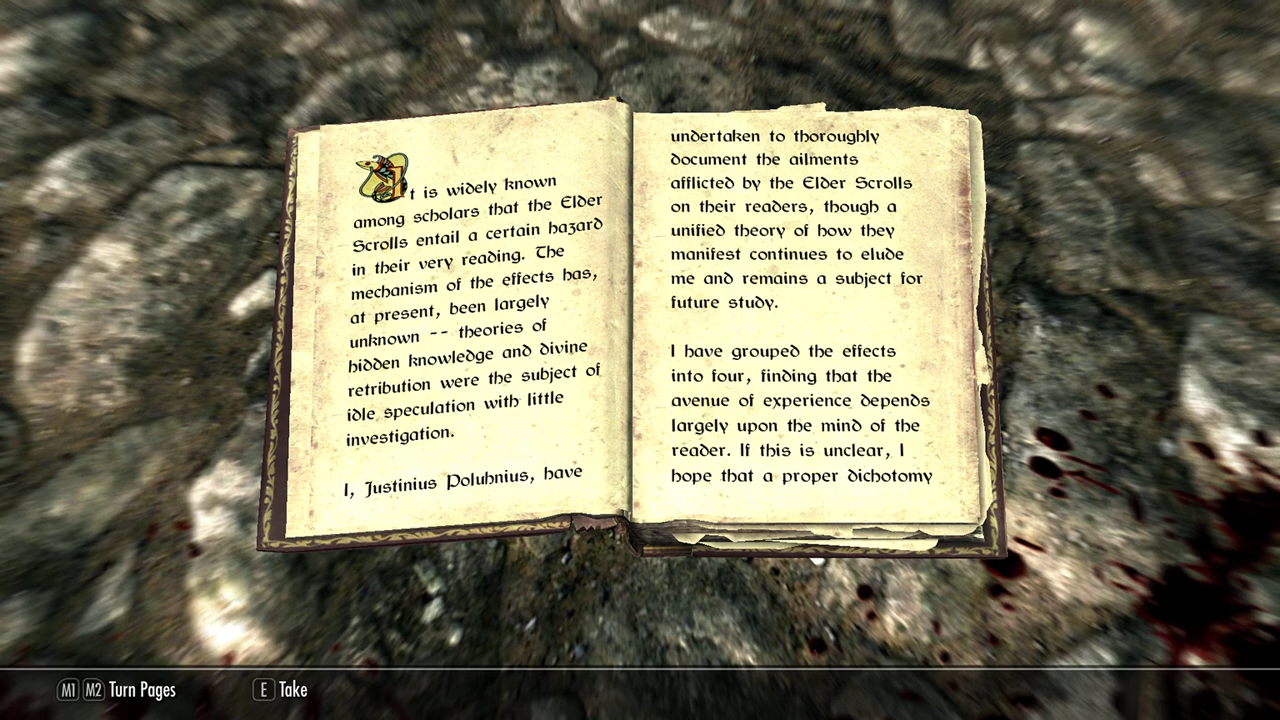 It is widely known
among scholars that the Elder
Scrolls entail a certain hazard
in their very reading. The
mechanism of the effects has,
at present, been largely
unknown -- theories of
hidden knowledge and divine
retribution were the subject of
idle speculation with little
investigation.
I, Justinius Poluhnius, have
undertaken to thoroughly
document the ailments
afflicted by the Elder Scrolls
on their readers, though a
unified theory of how they
manifest continues to elude
me and remains a subject for
future study.
I have grouped the effects
into four, finding that the
avenue of experience depends
largely upon the mind of the
reader. If this is unclear, I
hope that a proper dichotomy
M1 M2 Turn Pages E Take